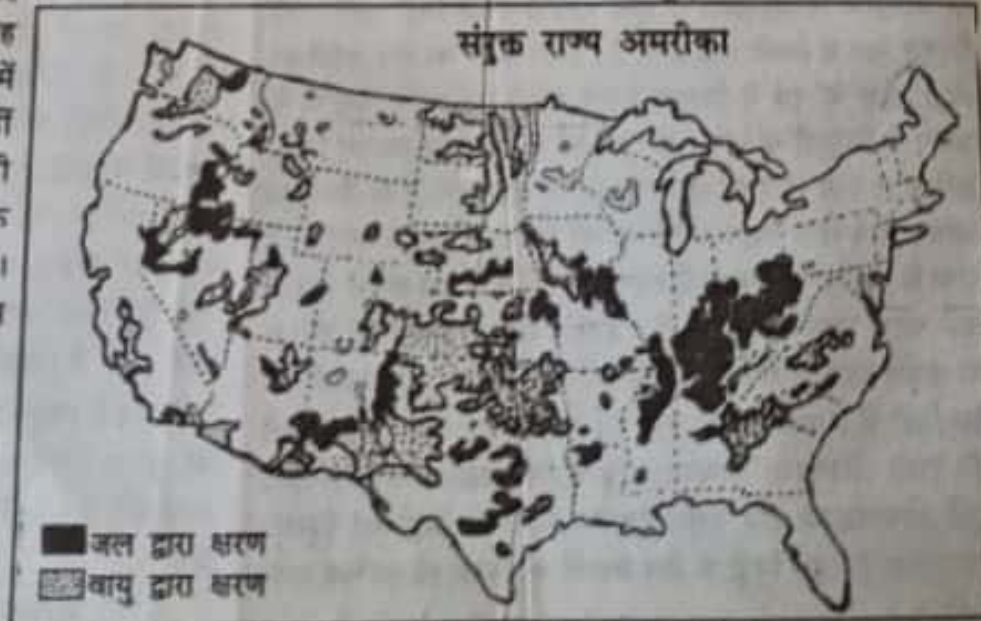 संयुक्त राज्य अमरीका
जल द्वारा क्षरण
वायु द्वारा क्षरण